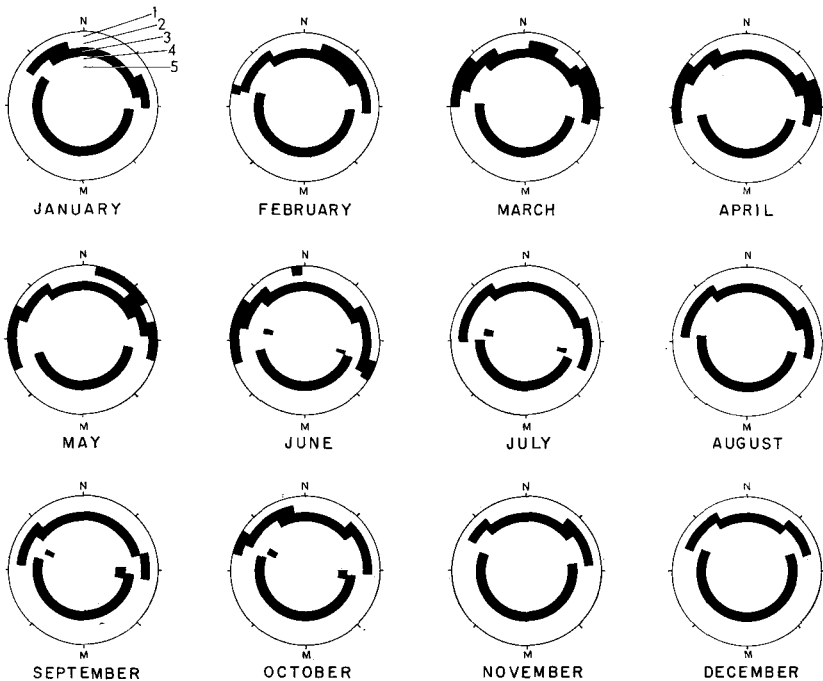 N 1 2 3 4 5 N N N
M M M M
JANUARY FEBRUARY MARCH APRIL
N N N N
M M M M
MAY JUNE JULY AUGUST
N N N N
M M M M
SEPTEMBER OCTOBER NOVEMBER DECEMBER